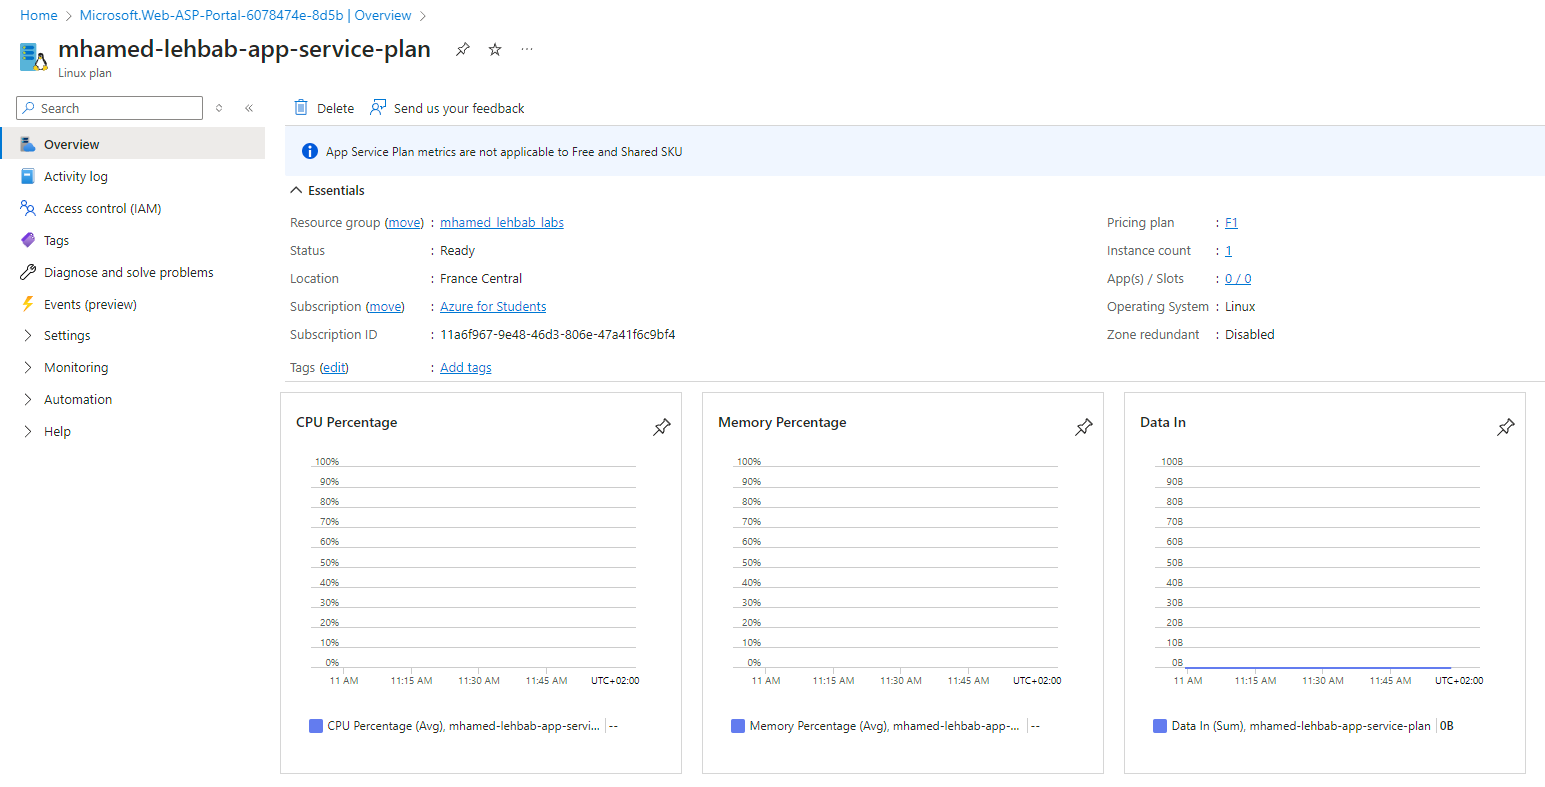 Home > Microsoft.Web-ASP-Portal-6078474e-8d5b | Overview >
mhamed-lehbab-app-service-plan
Linux plan
Search
Overview
Activity log
Access control (IAM)
Tags
Diagnose and solve problems
Events (preview)
Settings
Monitoring
Automation
Help
Delete Send us your feedback
App Service Plan metrics are not applicable to Free and Shared SKU
Essentials
Resource group (move) : mhamed_lehbab_labs
Status : Ready
Location : France Central
Subscription (move) : Azure for Students
Subscription ID : 11a6f967-9e48-46d3-806e-47a41f6c9bf4
Tags (edit) : Add tags
Pricing plan : F1
Instance count : 1
App(s) / Slots : 0 / 0
Operating System : Linux
Zone redundant : Disabled
CPU Percentage
100%
90%
80%
70%
60%
50%
40%
30%
20%
10%
0%
11 AM 11:15 AM 11:30 AM 11:45 AM UTC+02:00
CPU Percentage (Avg), mhamed-lehbab-app-servi... --
Memory Percentage
100%
90%
80%
70%
60%
50%
40%
30%
20%
10%
0%
11 AM 11:15 AM 11:30 AM 11:45 AM UTC+02:00
Memory Percentage (Avg), mhamed-lehbab-app-... --
Data In
100B
90B
80B
70B
60B
50B
40B
30B
20B
10B
0B
11 AM 11:15 AM 11:30 AM 11:45 AM UTC+02:00
Data In (Sum), mhamed-lehbab-app-service-plan 0B